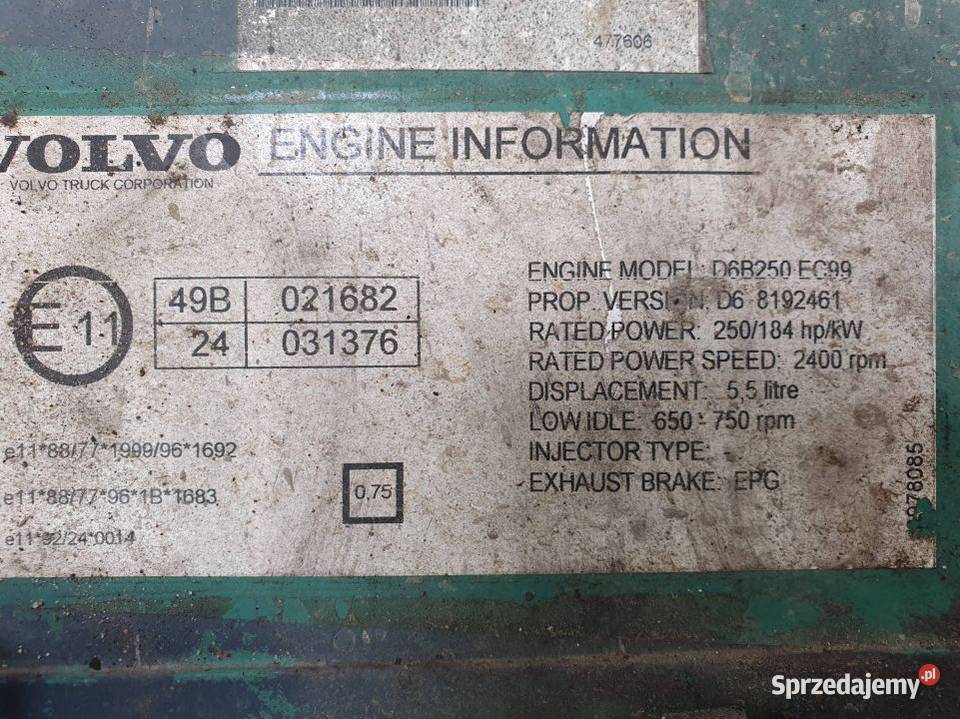 477606
VOLVO ENGINE INFORMATION
VOLVO TRUCK CORPORATION
E11
49B 021682
24 031376
ENGINE MODEL: D6B250 EC99
PROP. VERSION: D6 8192461
RATED POWER: 250/184 hp/kW
RATED POWER SPEED: 2400 rpm
DISPLACEMENT: 5,5 litre
LOW IDLE: 650 - 750 rpm
INJECTOR TYPE: -
EXHAUST BRAKE: EPG
e11*88/77*1999/96*1692
e11*88/77*96*1B*1683
e11*92/24*0014
0,75
Sprzedajemy.pl